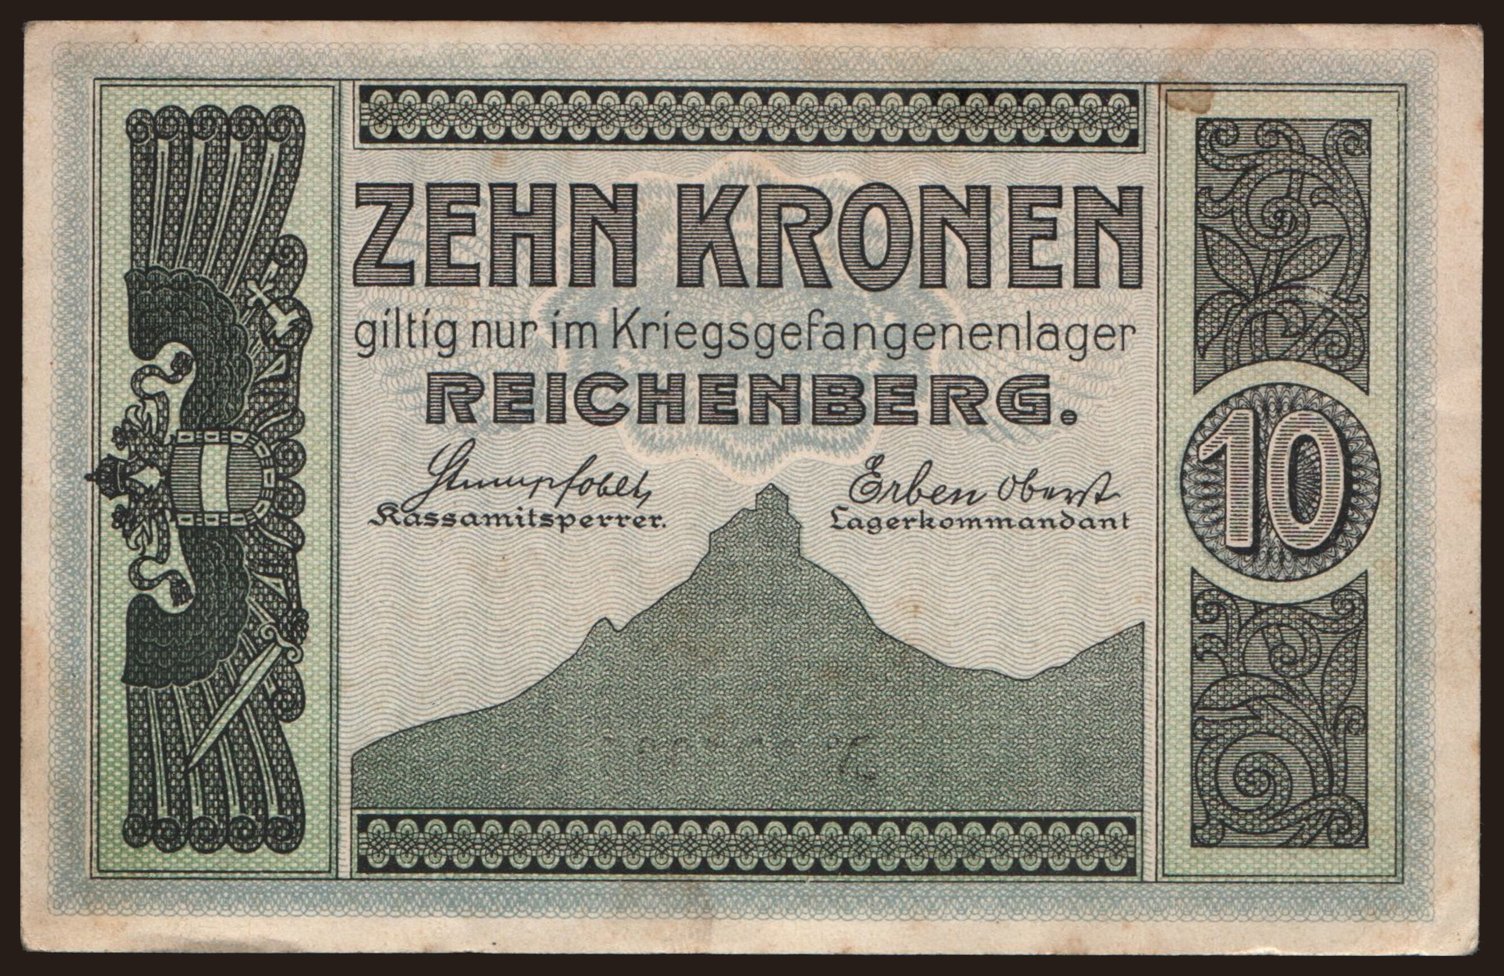 ZEHN KRONEN
giltig nur im Kriegsgefangenenlager
REICHENBERG.
Erben Oberst
Kassamitsperrer.
Lagerkommandant
10